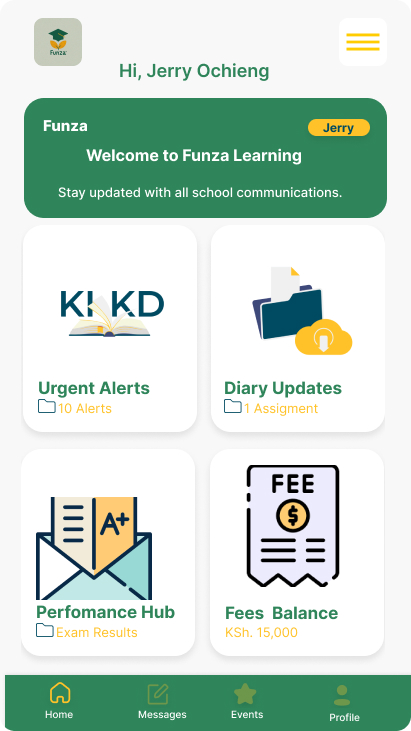 Funza
Hi, Jerry Ochieng
Funza
Jerry
Welcome to Funza Learning
Stay updated with all school communications.
Urgent Alerts
10 Alerts
Diary Updates
1 Assigment
A+
Perfomance Hub
Exam Results
FEE
$
Fees Balance
KSh. 15,000
Home
Messages
Events
Profile